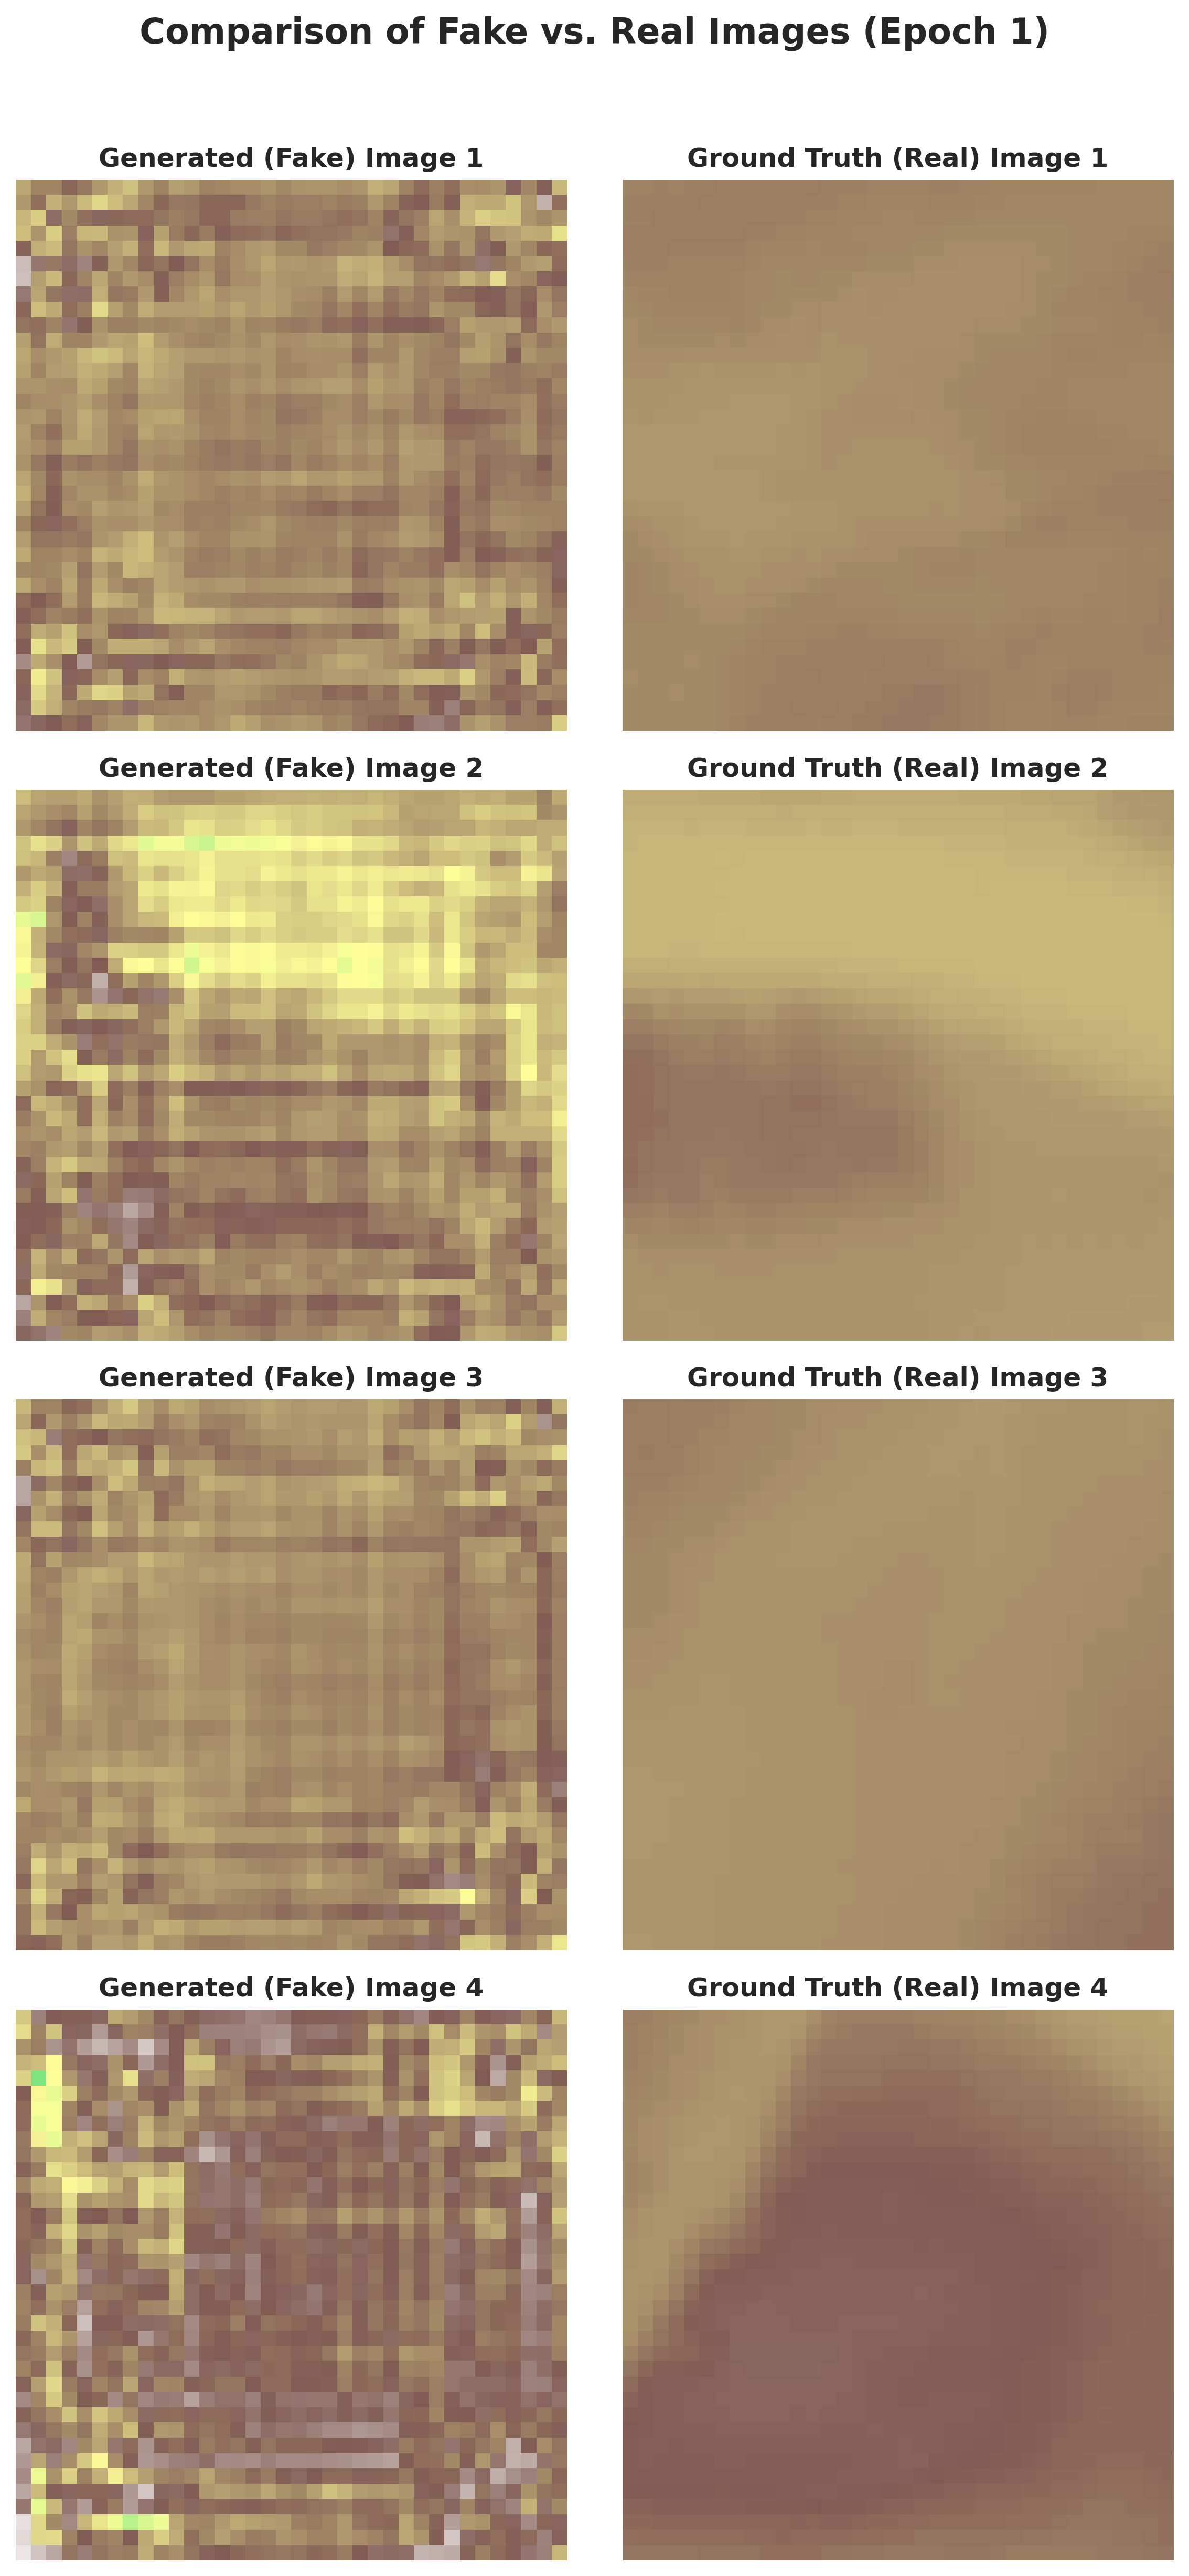 Comparison of Fake vs. Real Images (Epoch 1)
Generated (Fake) Image 1
Ground Truth (Real) Image 1
Generated (Fake) Image 2
Ground Truth (Real) Image 2
Generated (Fake) Image 3
Ground Truth (Real) Image 3
Generated (Fake) Image 4
Ground Truth (Real) Image 4